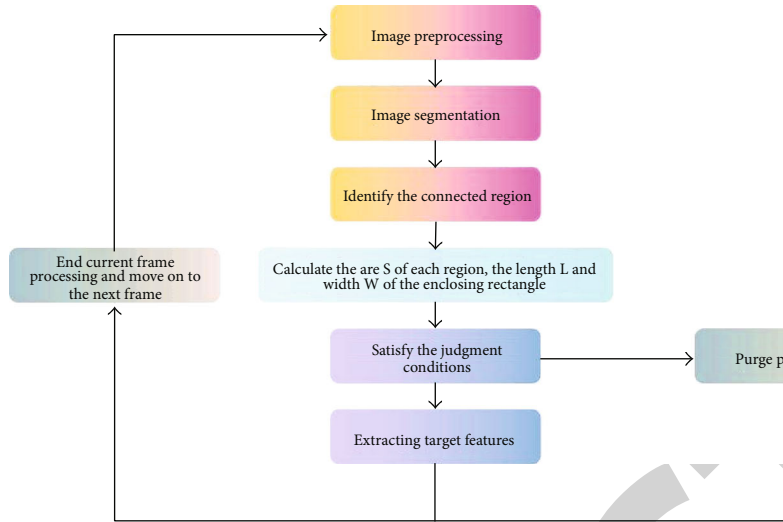 Image preprocessing
Image segmentation
Identify the connected region
End current frame
processing and move on to
the next frame
Calculate the are S of each region, the length L and
width W of the enclosing rectangle
Satisfy the judgment
conditions
Purge
Extracting target features